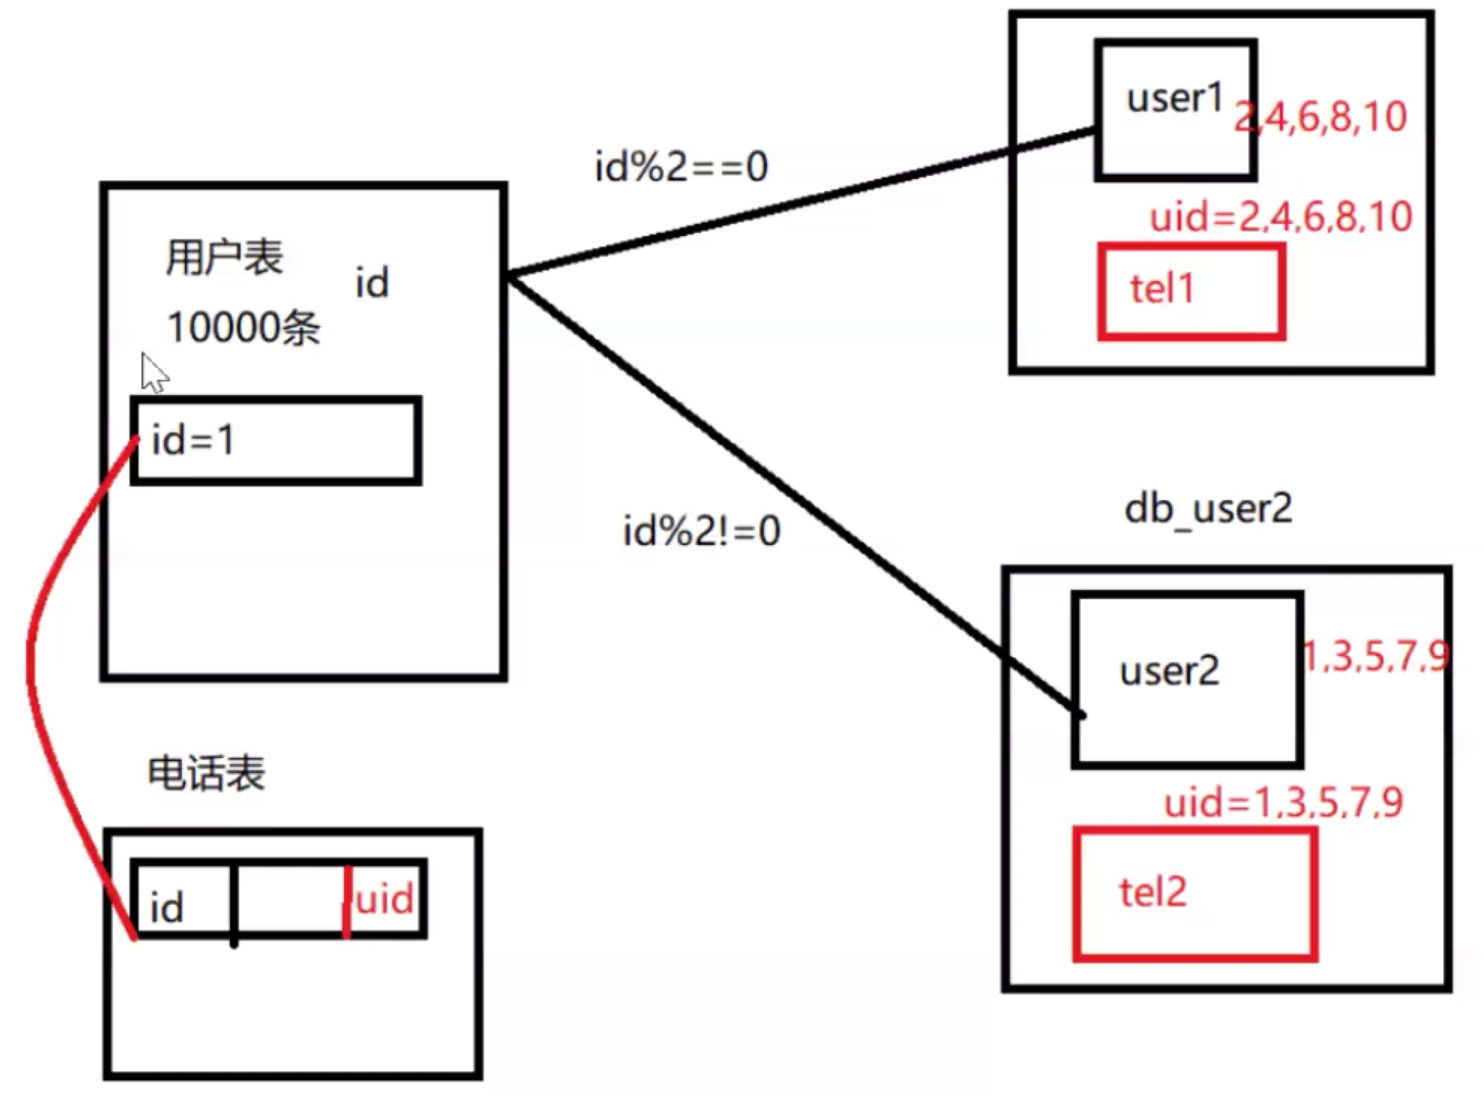 用户表
id
10000条
id=1
电话表
id
uid
id%2==0
id%2!=0
user1
2,4,6,8,10
uid=2,4,6,8,10
tel1
db_user2
user2
1,3,5,7,9
uid=1,3,5,7,9
tel2